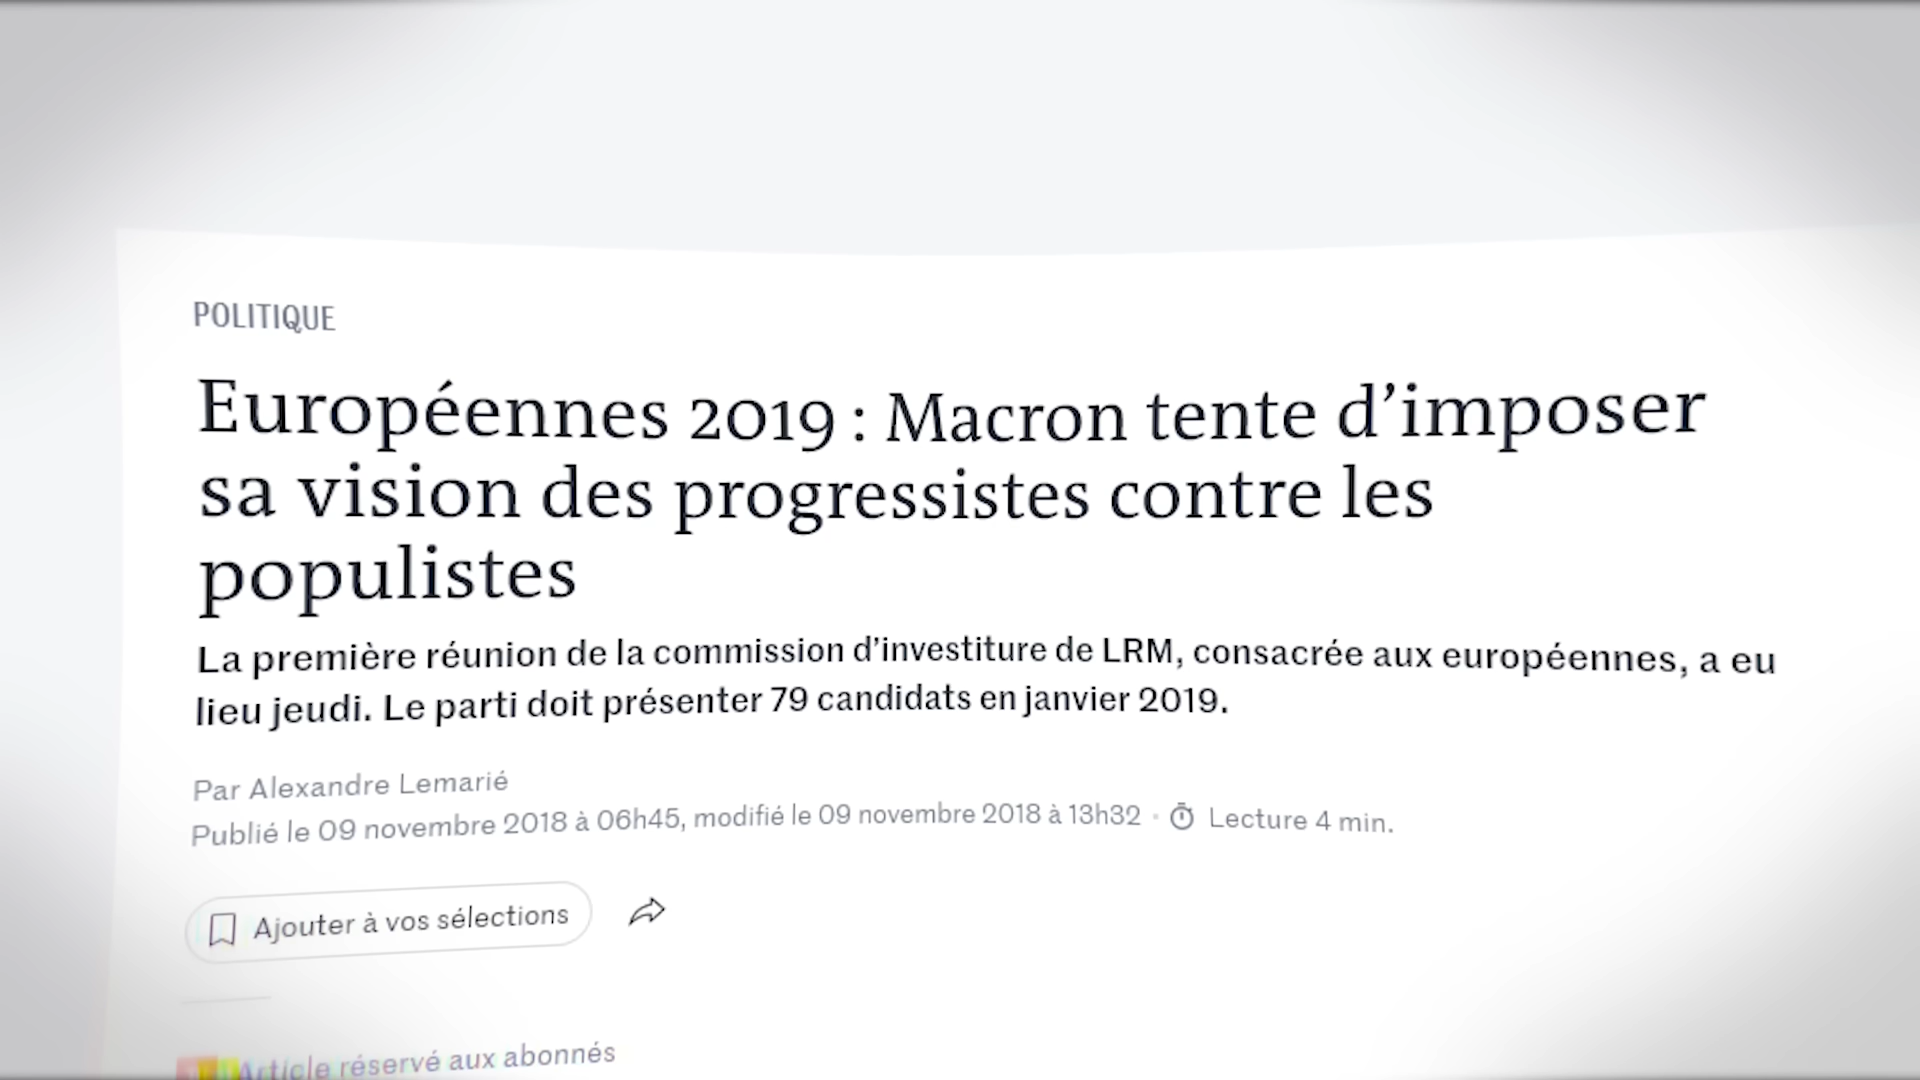 POLITIQUE
Européennes 2019 : Macron tente d’imposer
sa vision des progressistes contre les
populistes
La première réunion de la commission d’investiture de LRM, consacrée aux européennes, a eu
lieu jeudi. Le parti doit présenter 79 candidats en janvier 2019.
Par Alexandre Lemarié
Publié le 09 novembre 2018 à 06h45, modifié le 09 novembre 2018 à 13h32 • Lecture 4 min.
Ajouter à vos sélections
Article réservé aux abonnés